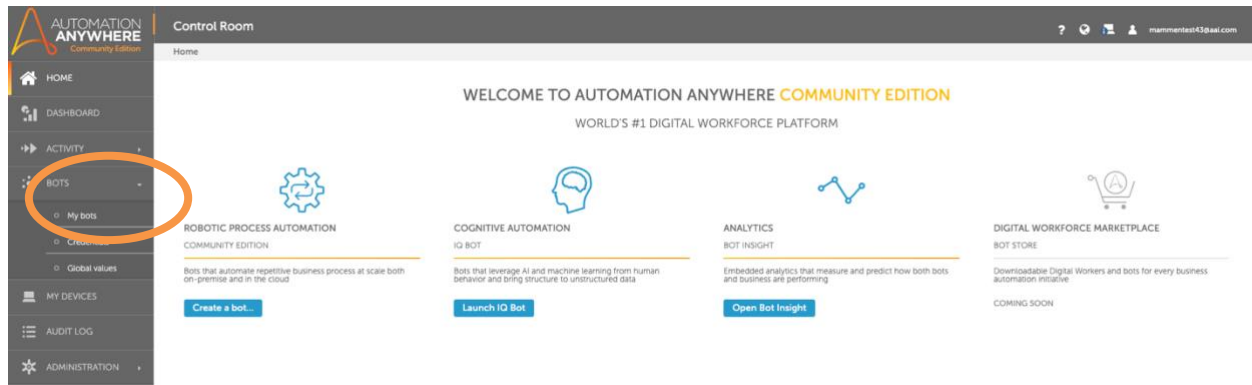 AUTOMATION
ANYWHERE
Community Edition
Control Room
? mammentest43@aai.com
Home
HOME
DASHBOARD
ACTIVITY
BOTS
My bots
Credentials
Global values
MY DEVICES
AUDIT LOG
ADMINISTRATION
WELCOME TO AUTOMATION ANYWHERE COMMUNITY EDITION
WORLD'S #1 DIGITAL WORKFORCE PLATFORM
ROBOTIC PROCESS AUTOMATION
COMMUNITY EDITION
Bots that automate repetitive business process at scale both
on-premise and in the cloud
Create a bot...
COGNITIVE AUTOMATION
IQ BOT
Bots that leverage AI and machine learning from human
behavior and bring structure to unstructured data
Launch IQ Bot
ANALYTICS
BOT INSIGHT
Embedded analytics that measure and predict how both bots
and business are performing
Open Bot Insight
DIGITAL WORKFORCE MARKETPLACE
BOT STORE
Downloadable Digital Workers and bots for every business
automation initiative
COMING SOON